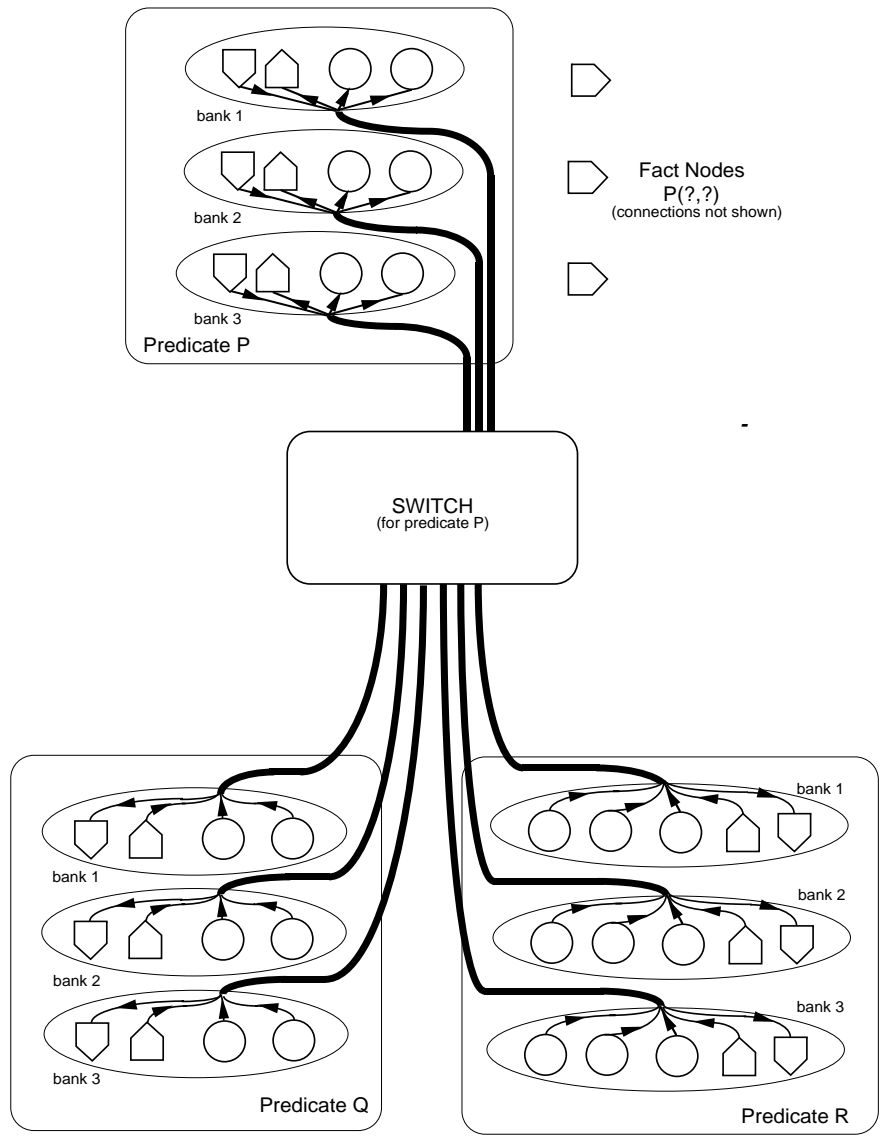 bank 1
bank 2
bank 3
Predicate P
Fact Nodes
P(?,?)
(connections not shown)
SWITCH
(for predicate P)
bank 1
bank 2
bank 3
Predicate Q
bank 1
bank 2
bank 3
Predicate R